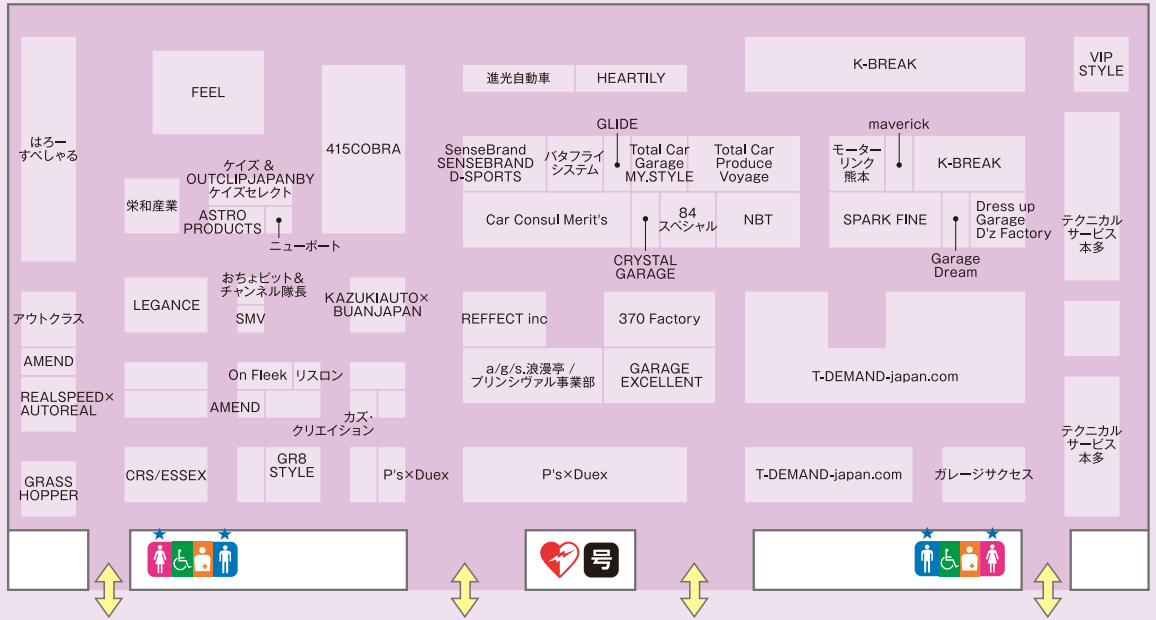 はろー
すぺしゃる
FEEL
415COBRA
進光自動車
HEARTILY
K-BREAK
VIP
STYLE
ケイズ &
OUTCLIPJAPANBY
ケイズセレクト
栄和産業
ASTRO
PRODUCTS
ニューポート
SenseBrand
SENSEBRAND
D-SPORTS
バタフライ
システム
GLIDE
Total Car
Garage
MY.STYLE
Total Car
Produce
Voyage
maverick
モーター
リンク
熊本
K-BREAK
Car Consul Merit's
CRYSTAL
GARAGE
84
スペシャル
NBT
SPARK FINE
Garage
Dream
Dress up
Garage
D'z Factory
テクニカル
サービス
本多
アウトクラス
LEGANCE
おちょビット&
チャンネル隊長
SMV
KAZUKIAUTO×
BUANJAPAN
REFFECT inc
370 Factory
AMEND
REALSPEED×
AUTOREAL
On Fleek
リスロン
AMEND
カズ・
クリエイション
a/g/s.浪漫亭 /
プリンシヴァル事業部
GARAGE
EXCELLENT
T-DEMAND-japan.com
テクニカル
サービス
本多
GRASS
HOPPER
CRS/ESSEX
GR8
STYLE
P's×Duex
P's×Duex
T-DEMAND-japan.com
ガレージサクセス
号